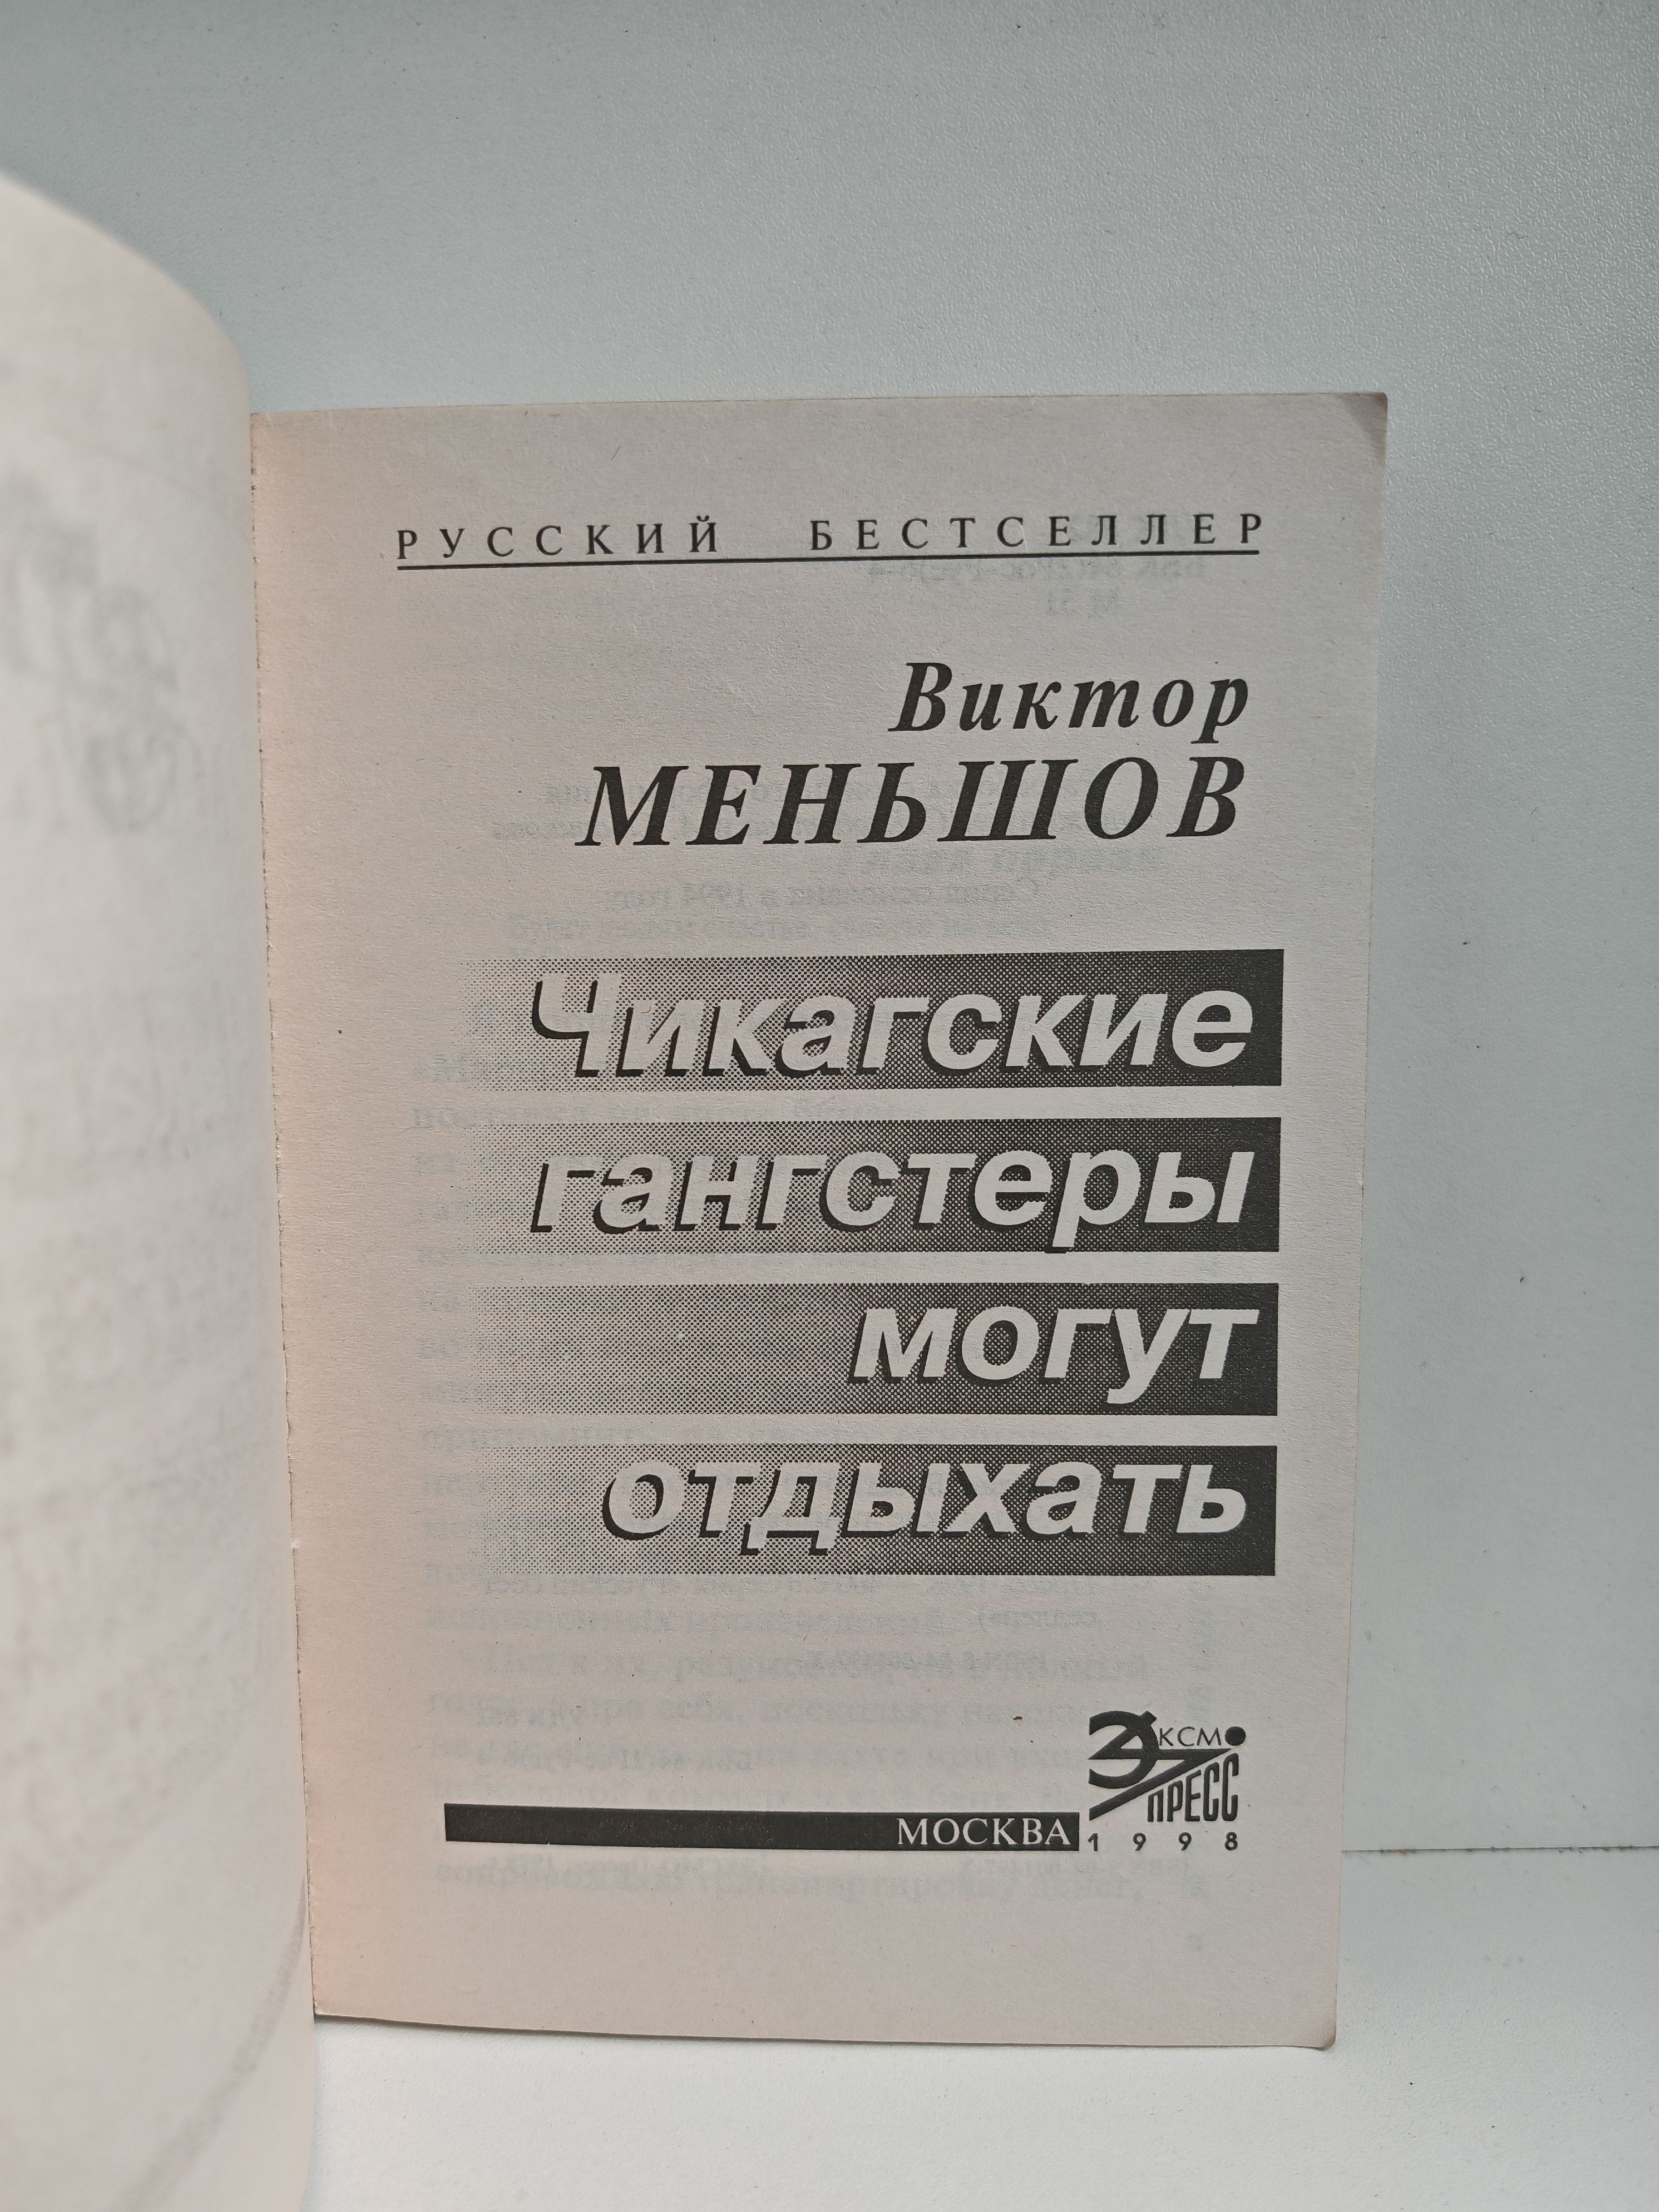 РУССКИЙ БЕСТСЕЛЛЕР
Виктор
МЕНЬШОВ
Чикагские
гангстеры
могут
отдыхать
ЭКСМО
ПРЕСС
МОСКВА 1998